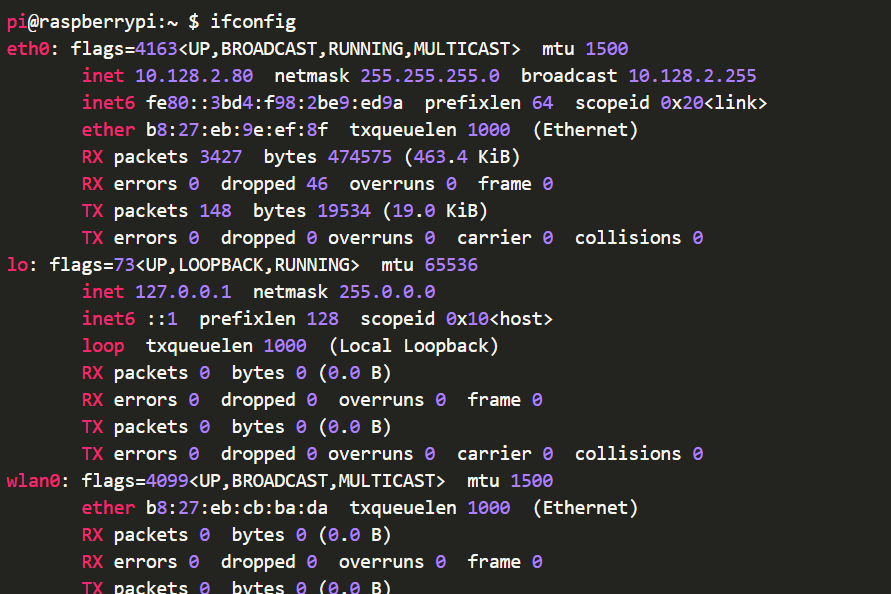 pi@raspberrypi:~ $ ifconfig
eth0: flags=4163<UP,BROADCAST,RUNNING,MULTICAST>  mtu 1500
        inet 10.128.2.80  netmask 255.255.255.0  broadcast 10.128.2.255
        inet6 fe80::3bd4:f98:2be9:ed9a  prefixlen 64  scopeid 0x20<link>
        ether b8:27:eb:9e:ef:8f  txqueuelen 1000  (Ethernet)
        RX packets 3427  bytes 474575 (463.4 KiB)
        RX errors 0  dropped 46  overruns 0  frame 0
        TX packets 148  bytes 19534 (19.0 KiB)
        TX errors 0  dropped 0 overruns 0  carrier 0  collisions 0
lo: flags=73<UP,LOOPBACK,RUNNING>  mtu 65536
        inet 127.0.0.1  netmask 255.0.0.0
        inet6 ::1  prefixlen 128  scopeid 0x10<host>
        loop  txqueuelen 1000  (Local Loopback)
        RX packets 0  bytes 0 (0.0 B)
        RX errors 0  dropped 0  overruns 0  frame 0
        TX packets 0  bytes 0 (0.0 B)
        TX errors 0  dropped 0 overruns 0  carrier 0  collisions 0
wlan0: flags=4099<UP,BROADCAST,MULTICAST>  mtu 1500
        ether b8:27:eb:cb:ba:da  txqueuelen 1000  (Ethernet)
        RX packets 0  bytes 0 (0.0 B)
        RX errors 0  dropped 0  overruns 0  frame 0
        TX packets 0  bytes 0 (0.0 B)